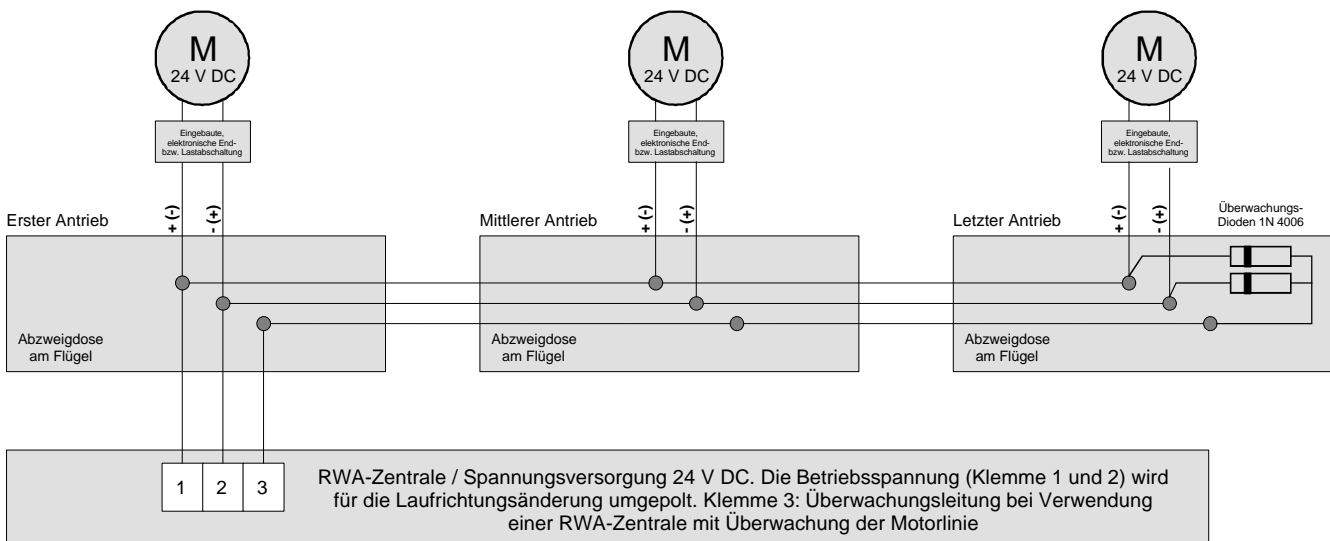 M
24 V DC
M
24 V DC
M
24 V DC
Eingebaute,
elektronische End-
bzw. Lastabschaltung
Eingebaute,
elektronische End-
bzw. Lastabschaltung
Eingebaute,
elektronische End-
bzw. Lastabschaltung
Erster Antrieb
+ (-)
- (+)
Mittlerer Antrieb
+ (-)
- (+)
Letzter Antrieb
+ (-)
- (+)
Überwachungs-
Dioden 1N 4006
Abzweigdose
am Flügel
Abzweigdose
am Flügel
Abzweigdose
am Flügel
1 2 3
RWA-Zentrale / Spannungsversorgung 24 V DC. Die Betriebsspannung (Klemme 1 und 2) wird
für die Laufrichtungsänderung umgepolt. Klemme 3: Überwachungsleitung bei Verwendung
einer RWA-Zentrale mit Überwachung der Motorlinie